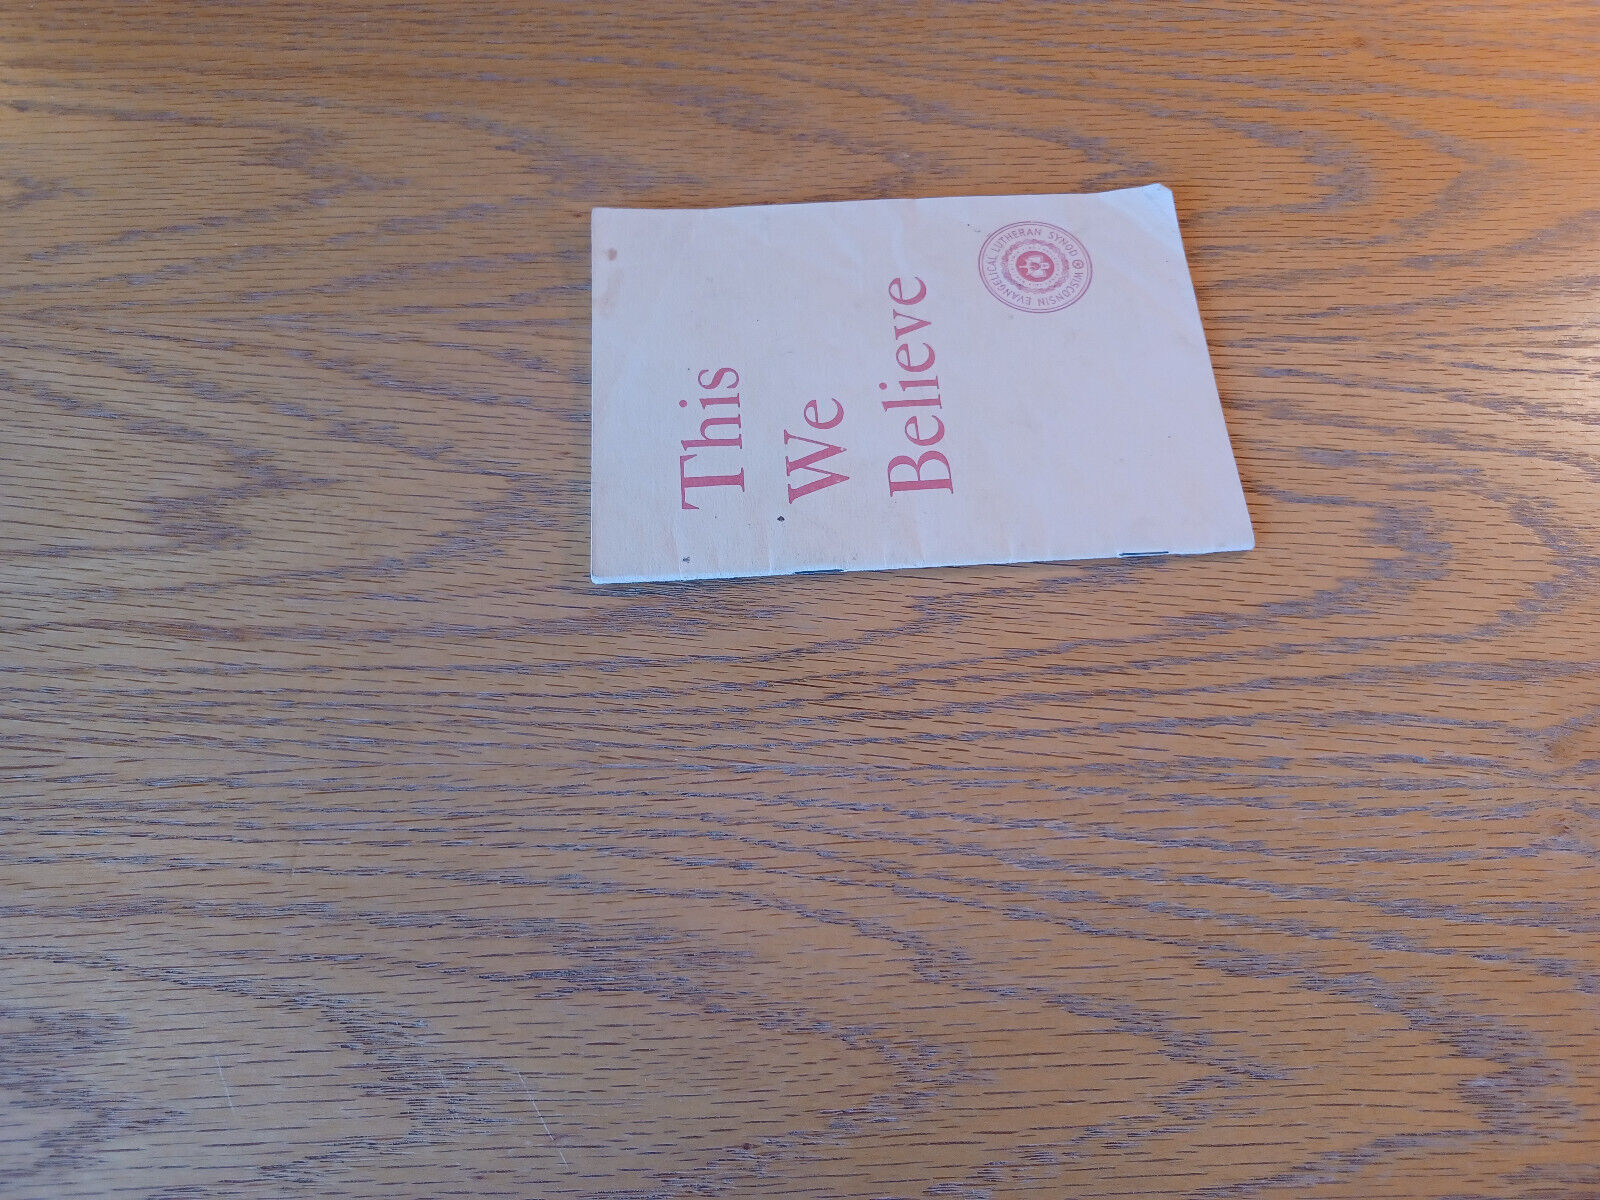 This
We
Believe
WISCONSIN EVANGELICAL LUTHERAN SYNOD